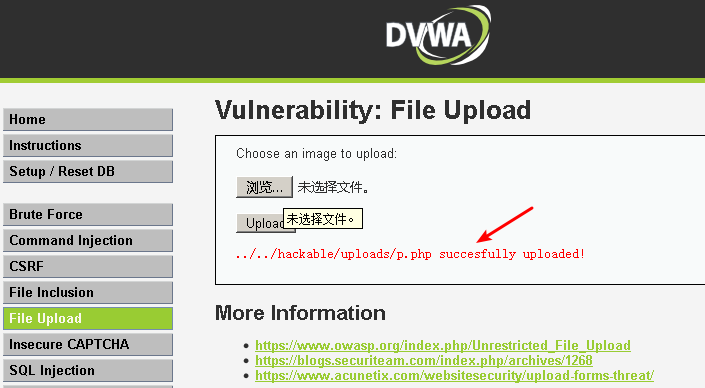 DVWA
Vulnerability: File Upload
Home
Instructions
Setup / Reset DB
Brute Force
Command Injection
CSRF
File Inclusion
File Upload
Insecure CAPTCHA
SQL Injection
Choose an image to upload:
浏览... 未选择文件。
Upload 未选择文件。
../../hackable/uploads/p.php succesfully uploaded!
More Information
https://www.owasp.org/index.php/Unrestricted_File_Upload
https://blogs.securiteam.com/index.php/archives/1268
https://www.acunetix.com/websitesecurity/upload-forms-threat/